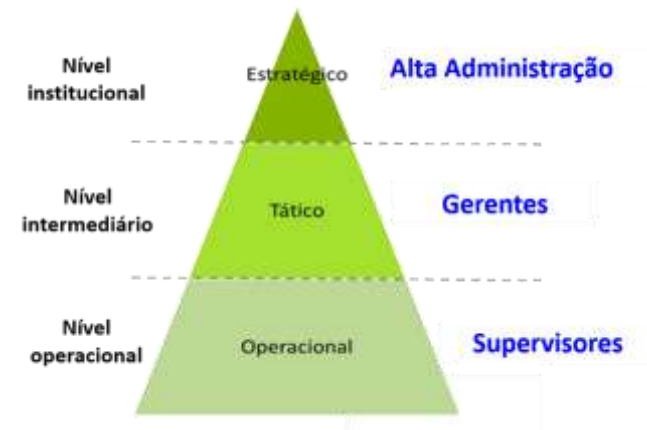 Nível
institucional
Estratégico
Alta Administração
Nível
intermediário
Tático
Gerentes
Nível
operacional
Operacional
Supervisores